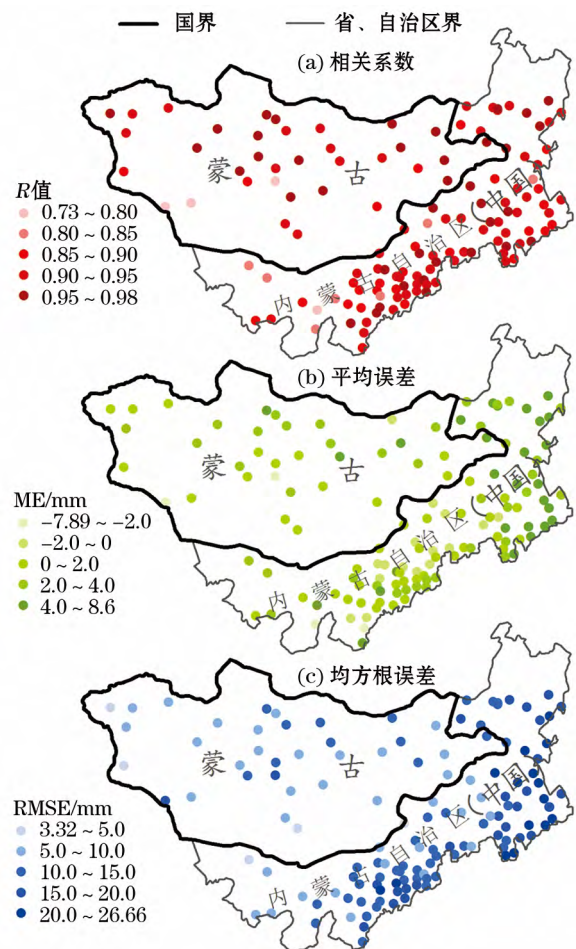 国界 省、自治区界
(a) 相关系数
蒙 古
内 蒙 古 自 治 区 (中国
R值
0.73 ~ 0.80
0.80 ~ 0.85
0.85 ~ 0.90
0.90 ~ 0.95
0.95 ~ 0.98
(b) 平均误差
蒙 古
内 蒙 古 自 治 区 (中国
ME/mm
−7.89 ~ −2.0
−2.0 ~ 0
0 ~ 2.0
2.0 ~ 4.0
4.0 ~ 8.6
(c) 均方根误差
蒙 古
内 蒙 古 自 治 区 (中国
RMSE/mm
3.32 ~ 5.0
5.0 ~ 10.0
10.0 ~ 15.0
15.0 ~ 20.0
20.0 ~ 26.66